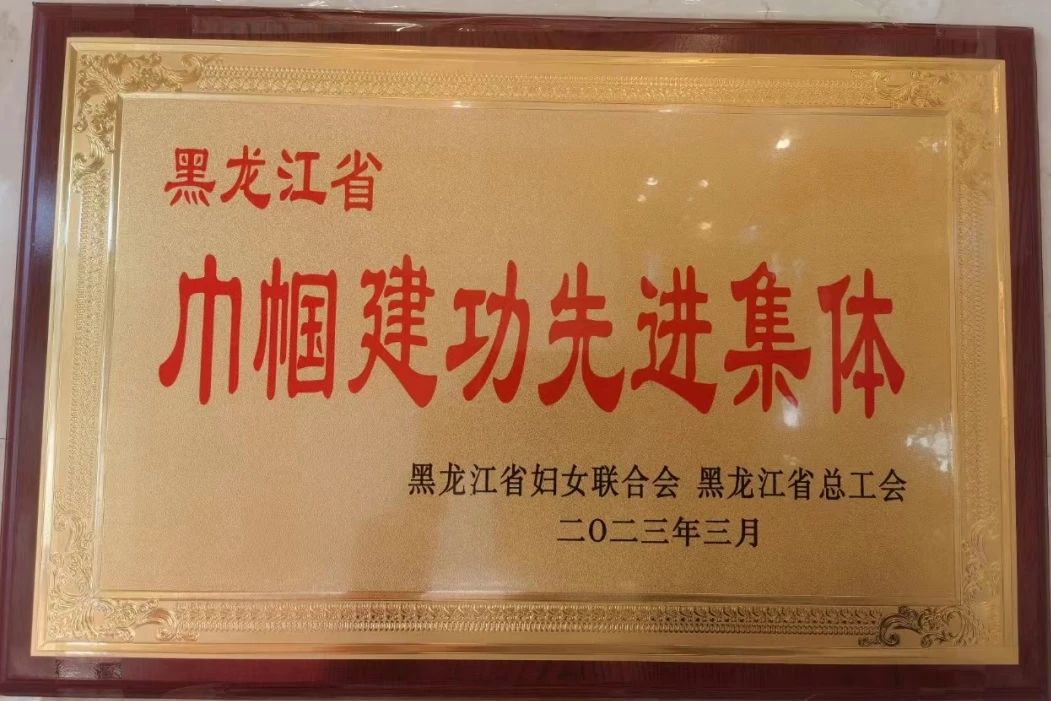 黑龙江省
巾帼建功先进集体
黑龙江省妇女联合会 黑龙江省总工会
二〇二三年三月